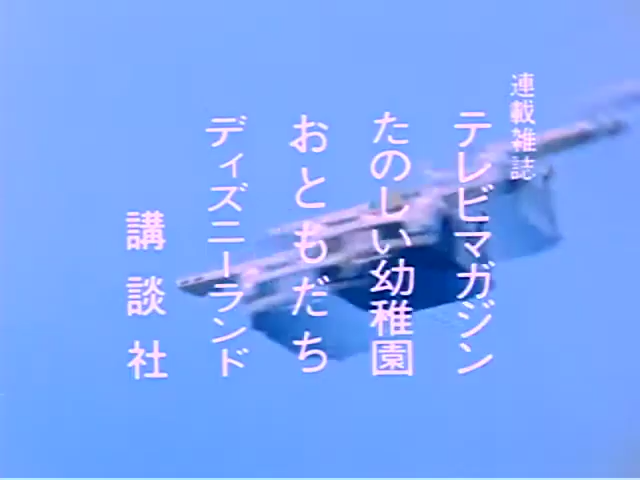 連載雑誌
テレビマガジン
たのしい幼稚園
おともだち
ディズニーランド
講談社